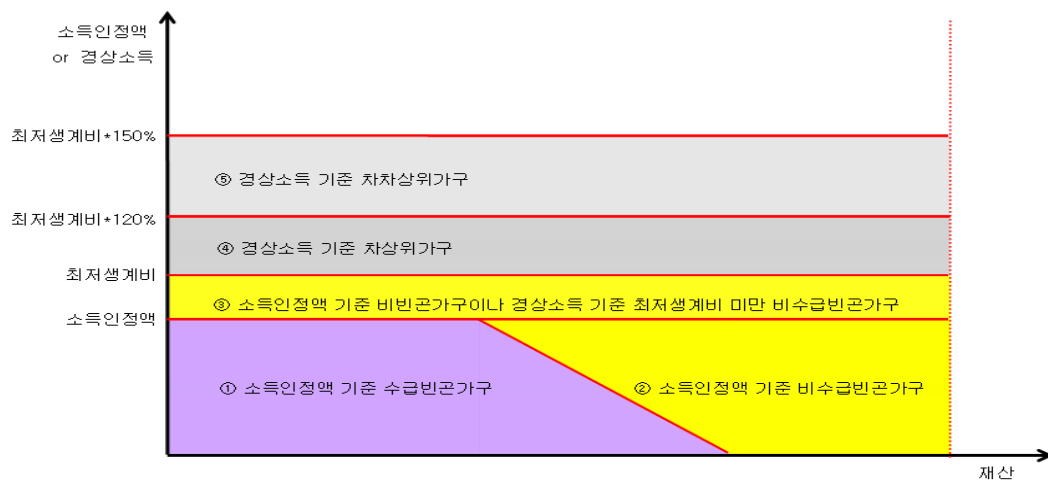 소득인정액
or 경상소득
최저생계비*150%
⑤ 경상소득 기준 차차상위가구
최저생계비*120%
④ 경상소득 기준 차상위가구
최저생계비
③ 소득인정액 기준 비빈곤가구이나 경상소득 기준 최저생계비 미만 비수급빈곤가구
소득인정액
① 소득인정액 기준 수급빈곤가구
② 소득인정액 기준 비수급빈곤가구
재산